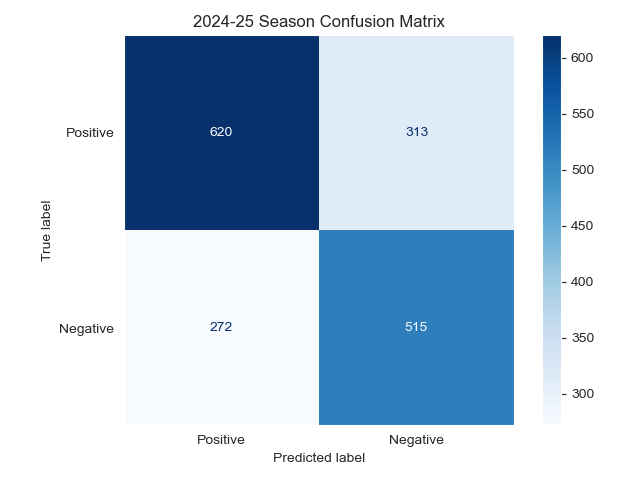 2024-25 Season Confusion Matrix
True label
Positive
620
313
Negative
272
515
Positive
Negative
Predicted label
600
550
500
450
400
350
300